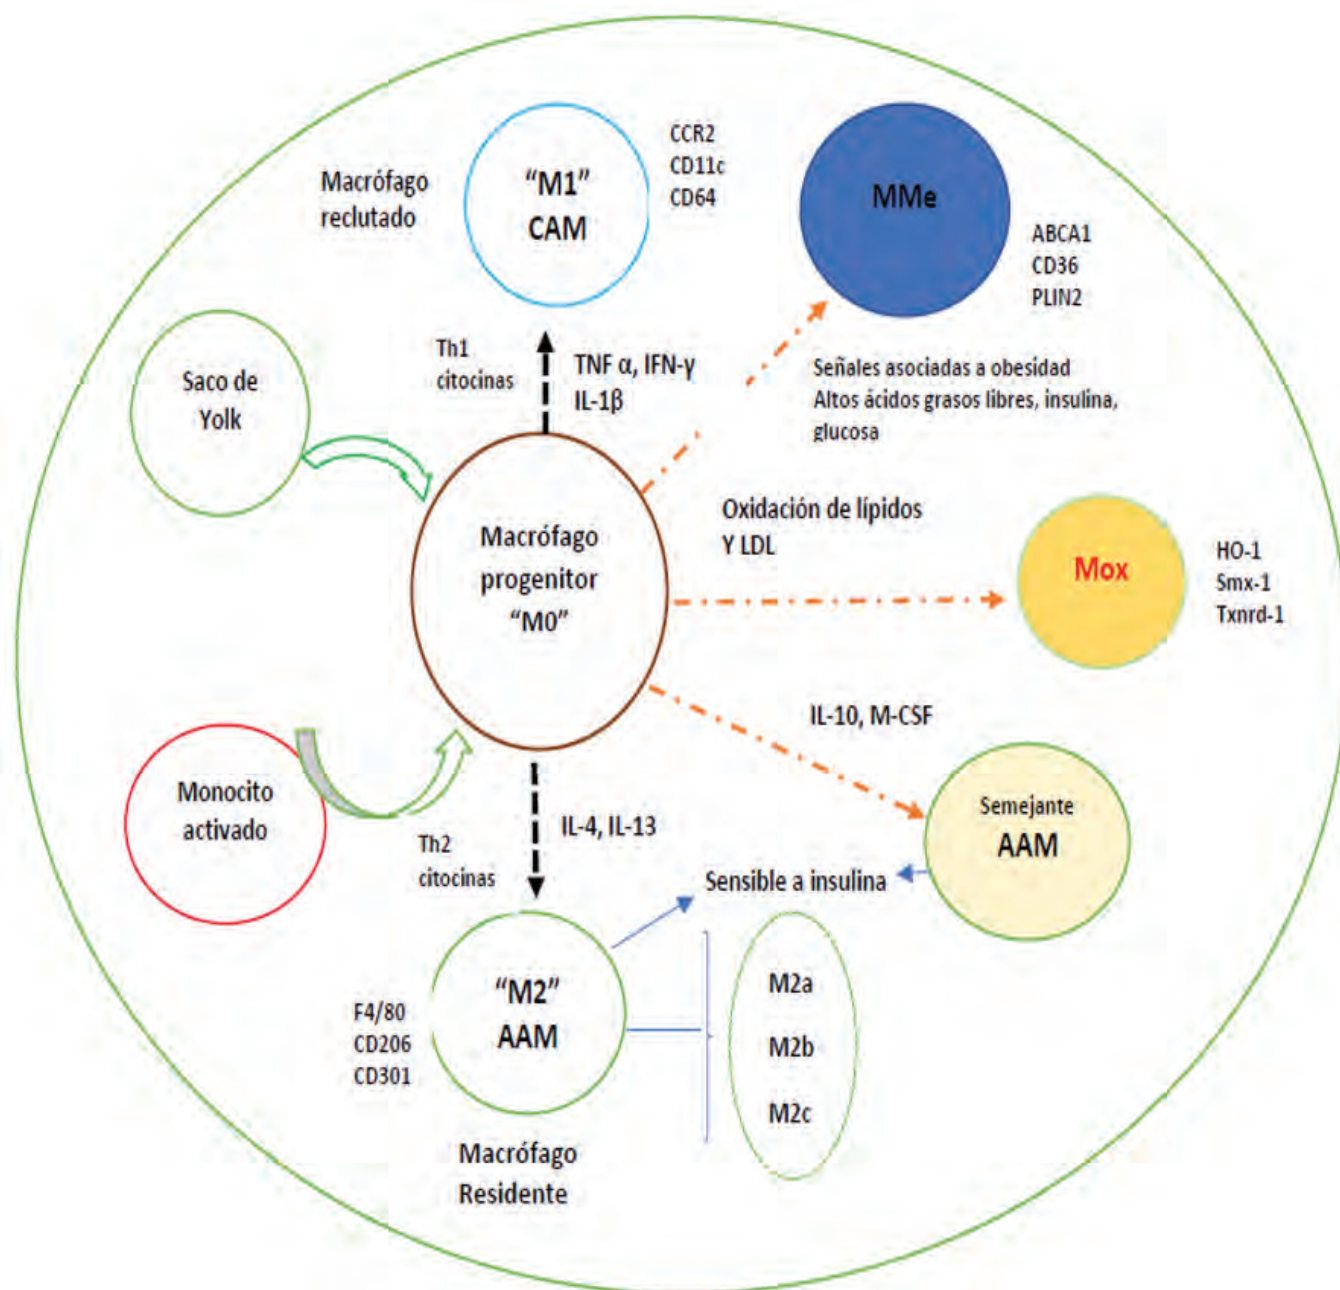 Macrófago
reclutado
“M1”
CAM
CCR2
CD11c
CD64
MMe
ABCA1
CD36
PLIN2
Saco de
Yolk
Th1
citocinas
TNF α, IFN-γ
IL-1β
Señales asociadas a obesidad
Altos ácidos grasos libres, insulina,
glucosa
Macrófago
progenitor
“M0”
Oxidación de lípidos
Y LDL
Mox
HO-1
Smx-1
Txnrd-1
IL-10, M-CSF
Monocito
activado
Th2
citocinas
IL-4, IL-13
Semejante
AAM
Sensible a insulina
F4/80
CD206
CD301
“M2”
AAM
M2a
M2b
M2c
Macrófago
Residente